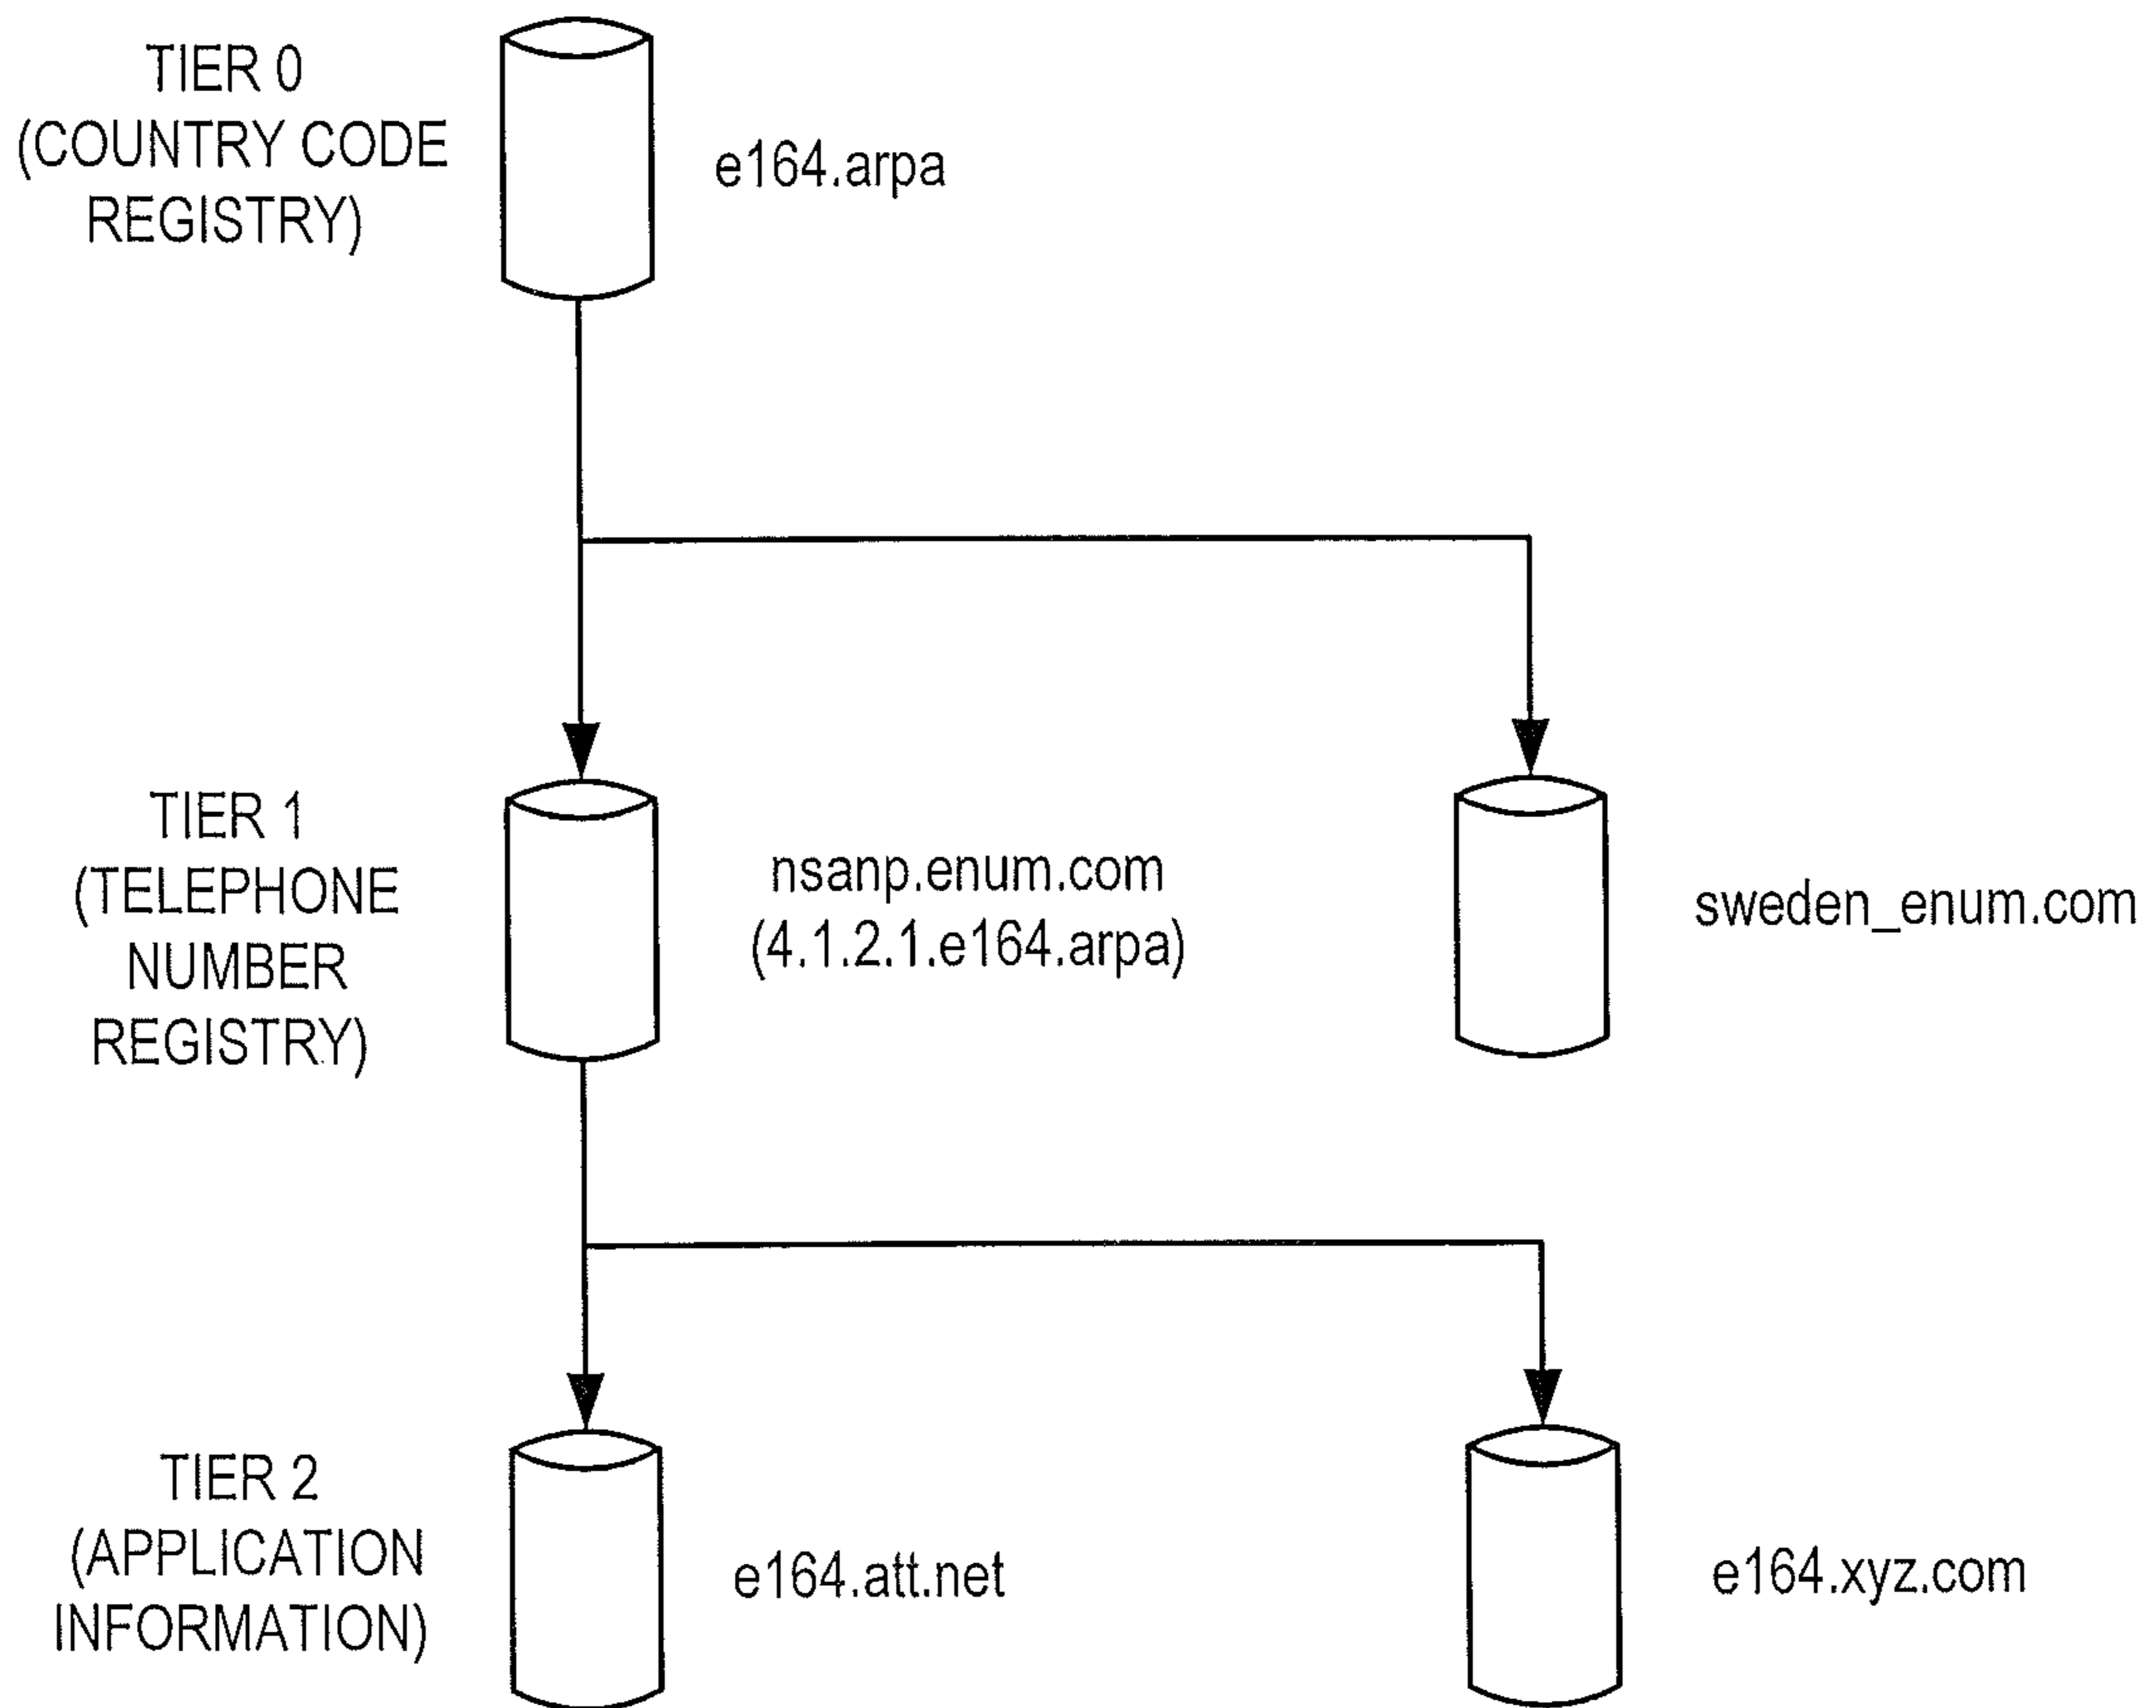 TIER 0
(COUNTRY CODE
REGISTRY)
e164.arpa
TIER 1
(TELEPHONE
NUMBER
REGISTRY)
nsanp.enum.com
(4.1.2.1.e164.arpa)
sweden_enum.com
TIER 2
(APPLICATION
INFORMATION)
e164.att.net
e164.xyz.com